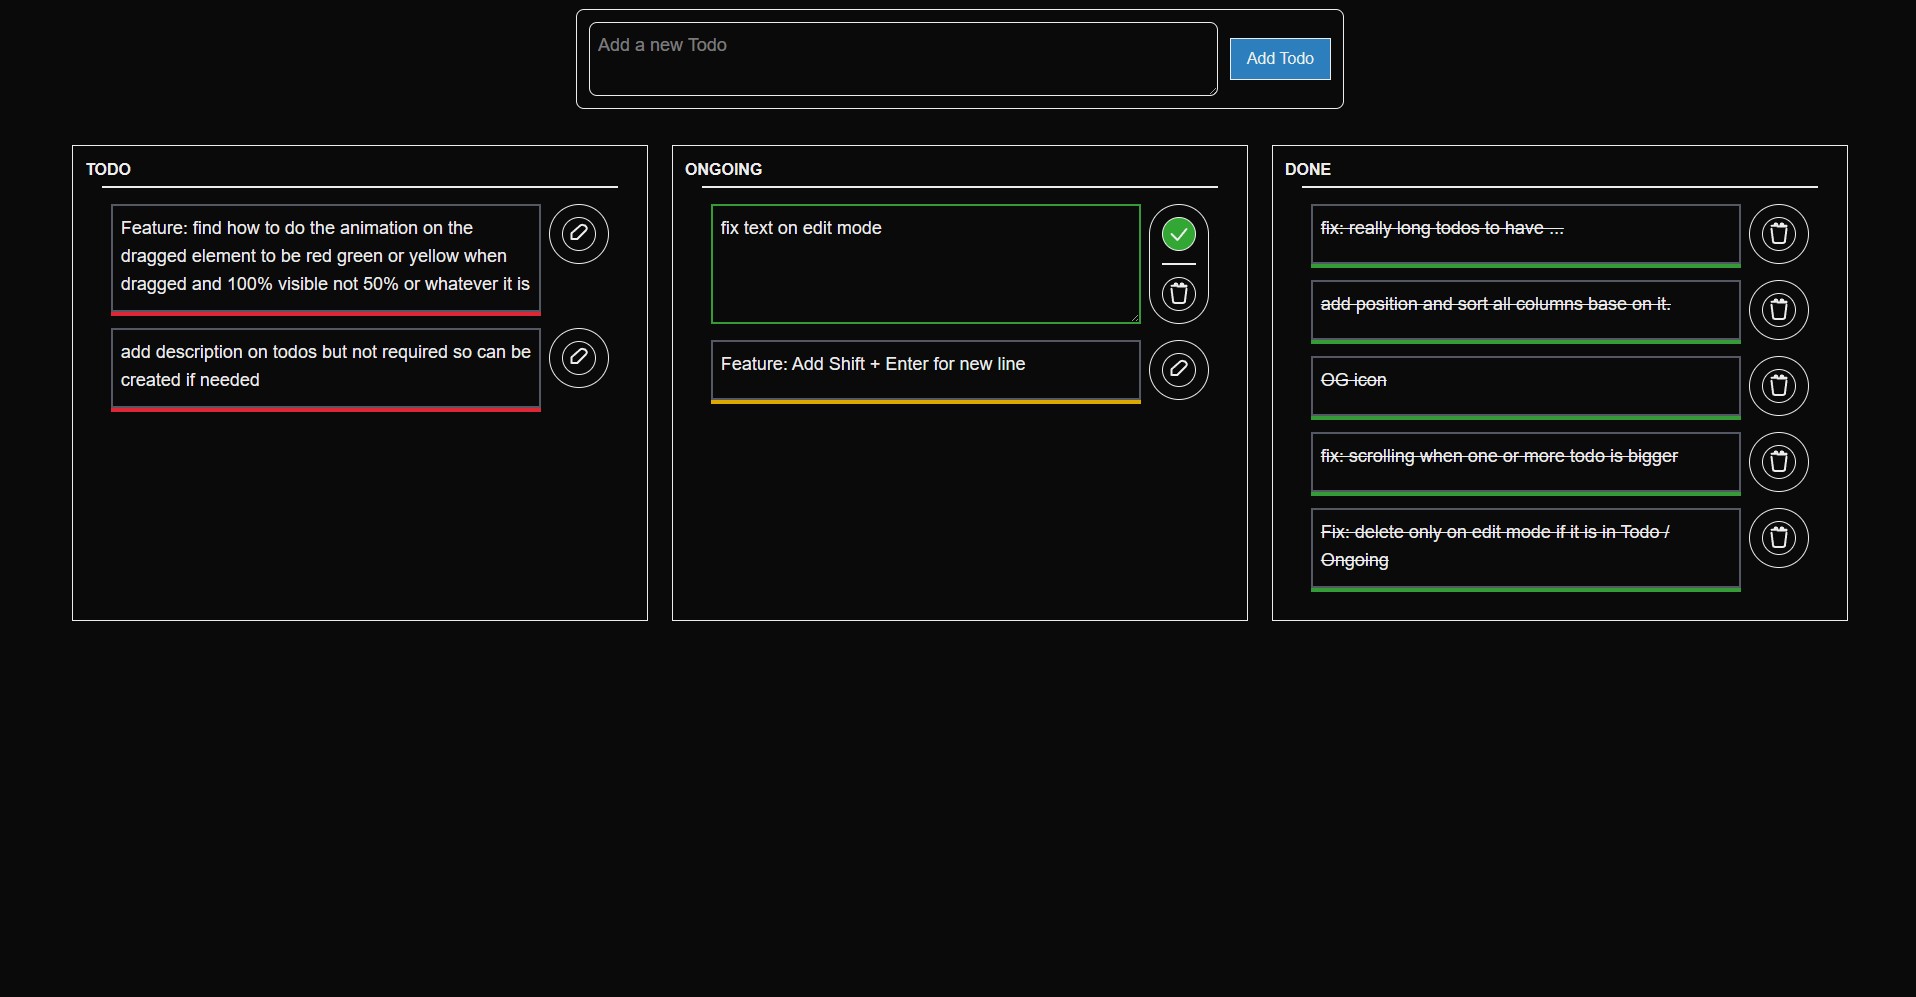 Add a new Todo
Add Todo
TODO
Feature: find how to do the animation on the
dragged element to be red green or yellow when
dragged and 100% visible not 50% or whatever it is
add description on todos but not required so can be
created if needed
ONGOING
fix text on edit mode
Feature: Add Shift + Enter for new line
DONE
fix: really long todos to have ...
add position and sort all columns base on it.
OG icon
fix: scrolling when one or more todo is bigger
Fix: delete only on edit mode if it is in Todo /
Ongoing